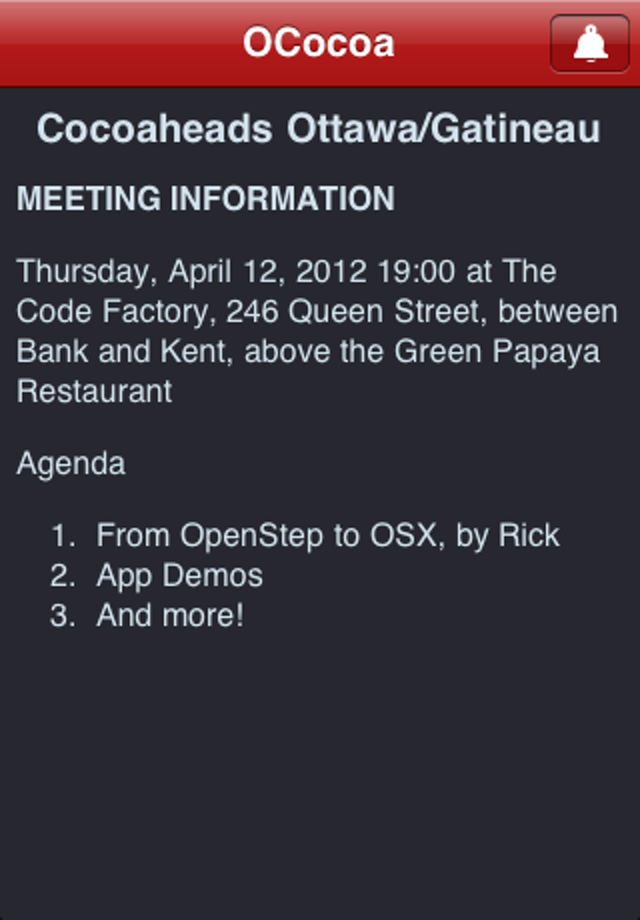 OCocoa
Cocoaheads Ottawa/Gatineau
MEETING INFORMATION
Thursday, April 12, 2012 19:00 at The
Code Factory, 246 Queen Street, between
Bank and Kent, above the Green Papaya
Restaurant
Agenda
1. From OpenStep to OSX, by Rick
2. App Demos
3. And more!